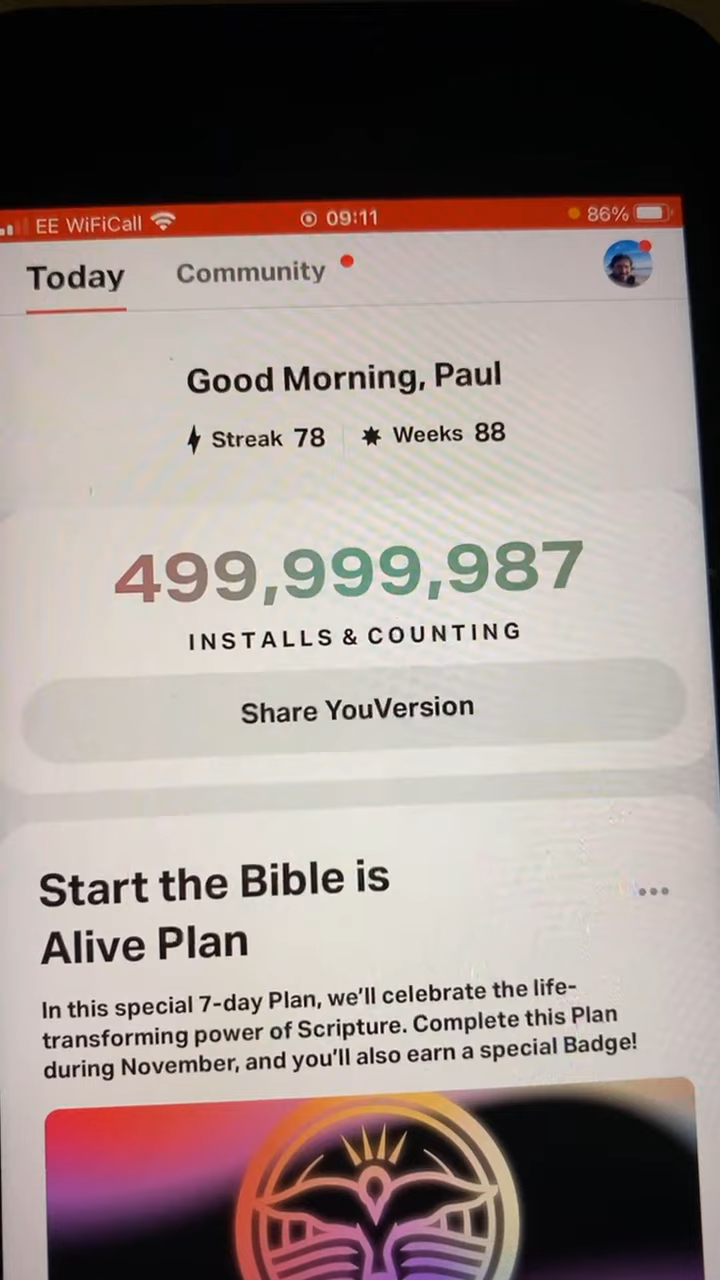 EE WiFiCall 09:11 86%
Today Community
Good Morning, Paul
Streak 78 Weeks 88
499,999,987
INSTALLS & COUNTING
Share YouVersion
Start the Bible is
Alive Plan
In this special 7-day Plan, we'll celebrate the life-
transforming power of Scripture. Complete this Plan
during November, and you'll also earn a special Badge!